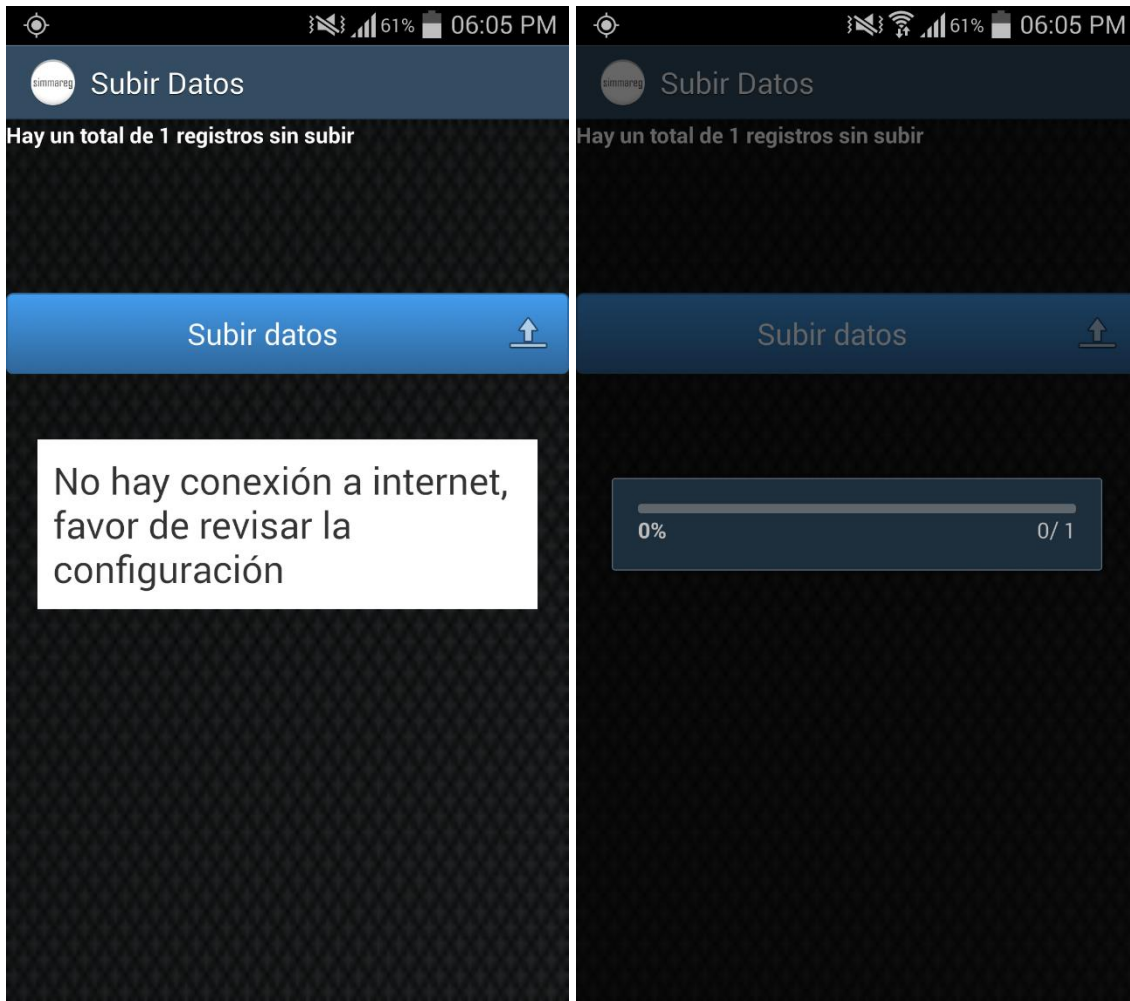 61% 06:05 PM
simmareg Subir Datos
Hay un total de 1 registros sin subir
Subir datos
No hay conexión a internet,
favor de revisar la
configuración
61% 06:05 PM
simmareg Subir Datos
Hay un total de 1 registros sin subir
Subir datos
0% 0/ 1